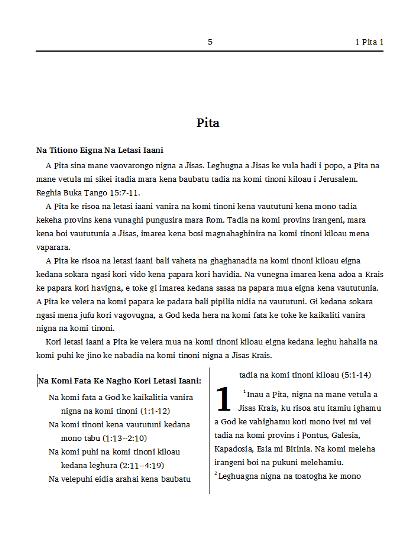 5
1 Pita 1
Pita
Na Titiono Eigna Na Letasi Iaani
A Pita sina mane vaovarongo nigna a Jisas. Leghugna a Jisas ke vula hadi i popo, a Pita na
mane vetula mi sikei itadia mara kena baubatu tadia na komi tinoni kiloau i Jerusalem.
Reghia Buka Tango 15:7-11.
A Pita ke risoa na letasi iaani vanira na komi tinoni kena vaututuni kena mono tadia
kekeha provins kena vunaghi pungusira mara Rom. Tadia na komi provins irangeni, mara
kena boi vaututunia a Jisas, imarea kena bosi magnahaghinira na komi tinoni kiloau mena
vaparara.
A Pita ke risoa na letasi iaani bali vaheta na ghaghanadia na komi tinoni kiloau eigna
kedana sokara ngasi kori vido kena papara kori havidia. Na vunegna imarea kena adoa a Krais
ke papara kori havigna, e toke gi imarea kedana sasaa na papara mua eigna kena vaututunia.
A Pita ke velera na komi papara ke padara bali pipilia nidia na vaututuni. Gi kedana sokara
ngasi mena jufu kori vagovugna, a God keda hera na komi fata ke toke ke kaikaliti vanira
nigna na komi tinoni.
Kori letasi iaani a Pita ke velera mua na komi tinoni kiloau eigna kedana leghu hahalia na
komi puhi ke jino ke nabadia na komi tinoni nigna a Jisas Krais.
Na Komi Fata Ke Nagho Kori Letasi Iaani:
Na komi fata a God ke kaikalitia vanira
nigna na komi tinoni (1:1-12)
Na komi tinoni kena vaututuni kedana
mono tabu (1:13–2:10)
Na komi puhi na komi tinoni kiloau
kedana leghura (2:11–4:19)
Na velepuhi eidia arahai kena baubatu
tadia na komi tinoni kiloau (5:1-14)
1 1 Inau a Pita, nigna na mane vetula a
Jisas Krais, ku risoa atu itamiu ighamu
a God ke vahighamu kori mono ivei mi vei
tadia na komi provins i Pontus, Galesia,
Kapadosia, Esia mi Birinia. Na komi meleha
irangeni boi na pukuni melehamiu.
2 Leghuagna nigna na toatogha ke mono